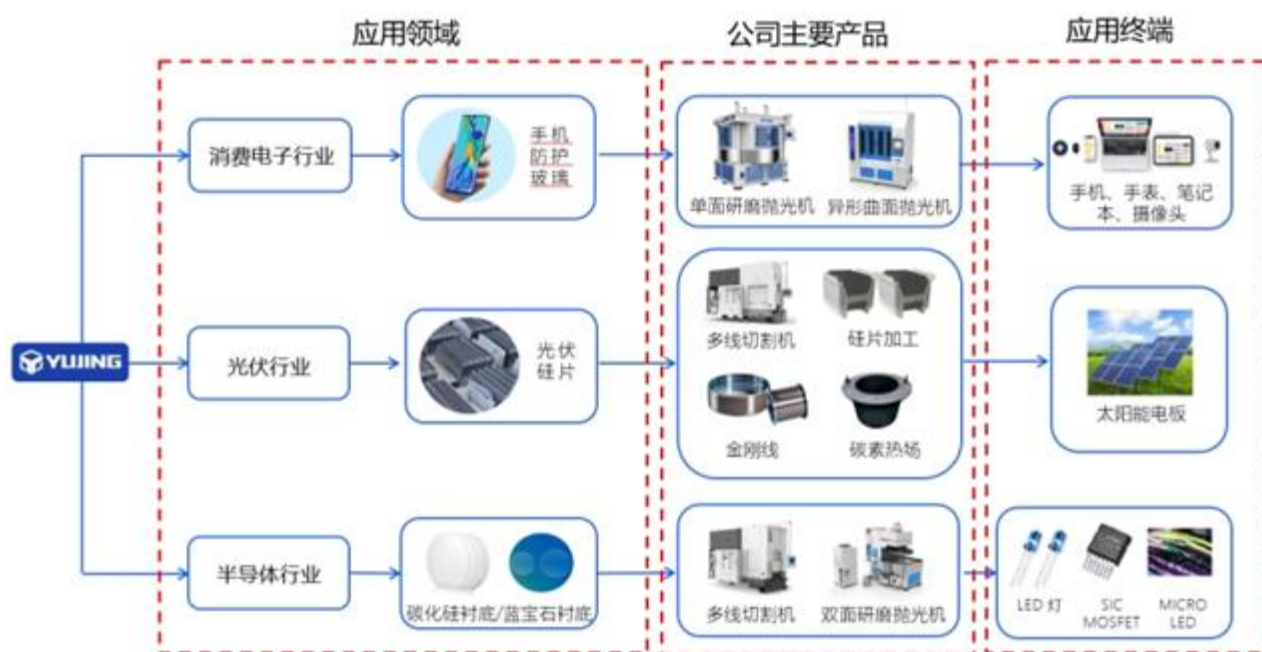 应用领域
公司主要产品
应用终端
消费电子行业
手机
防护
玻璃
单面研磨抛光机
异形曲面抛光机
手机、手表、笔记
本、摄像头
YUJING
光伏行业
光伏
硅片
多线切割机
硅片加工
金刚线
碳素热场
太阳能电板
半导体行业
碳化硅衬底/蓝宝石衬底
多线切割机
双面研磨抛光机
LED 灯
SIC
MOSFET
MICRO
LED